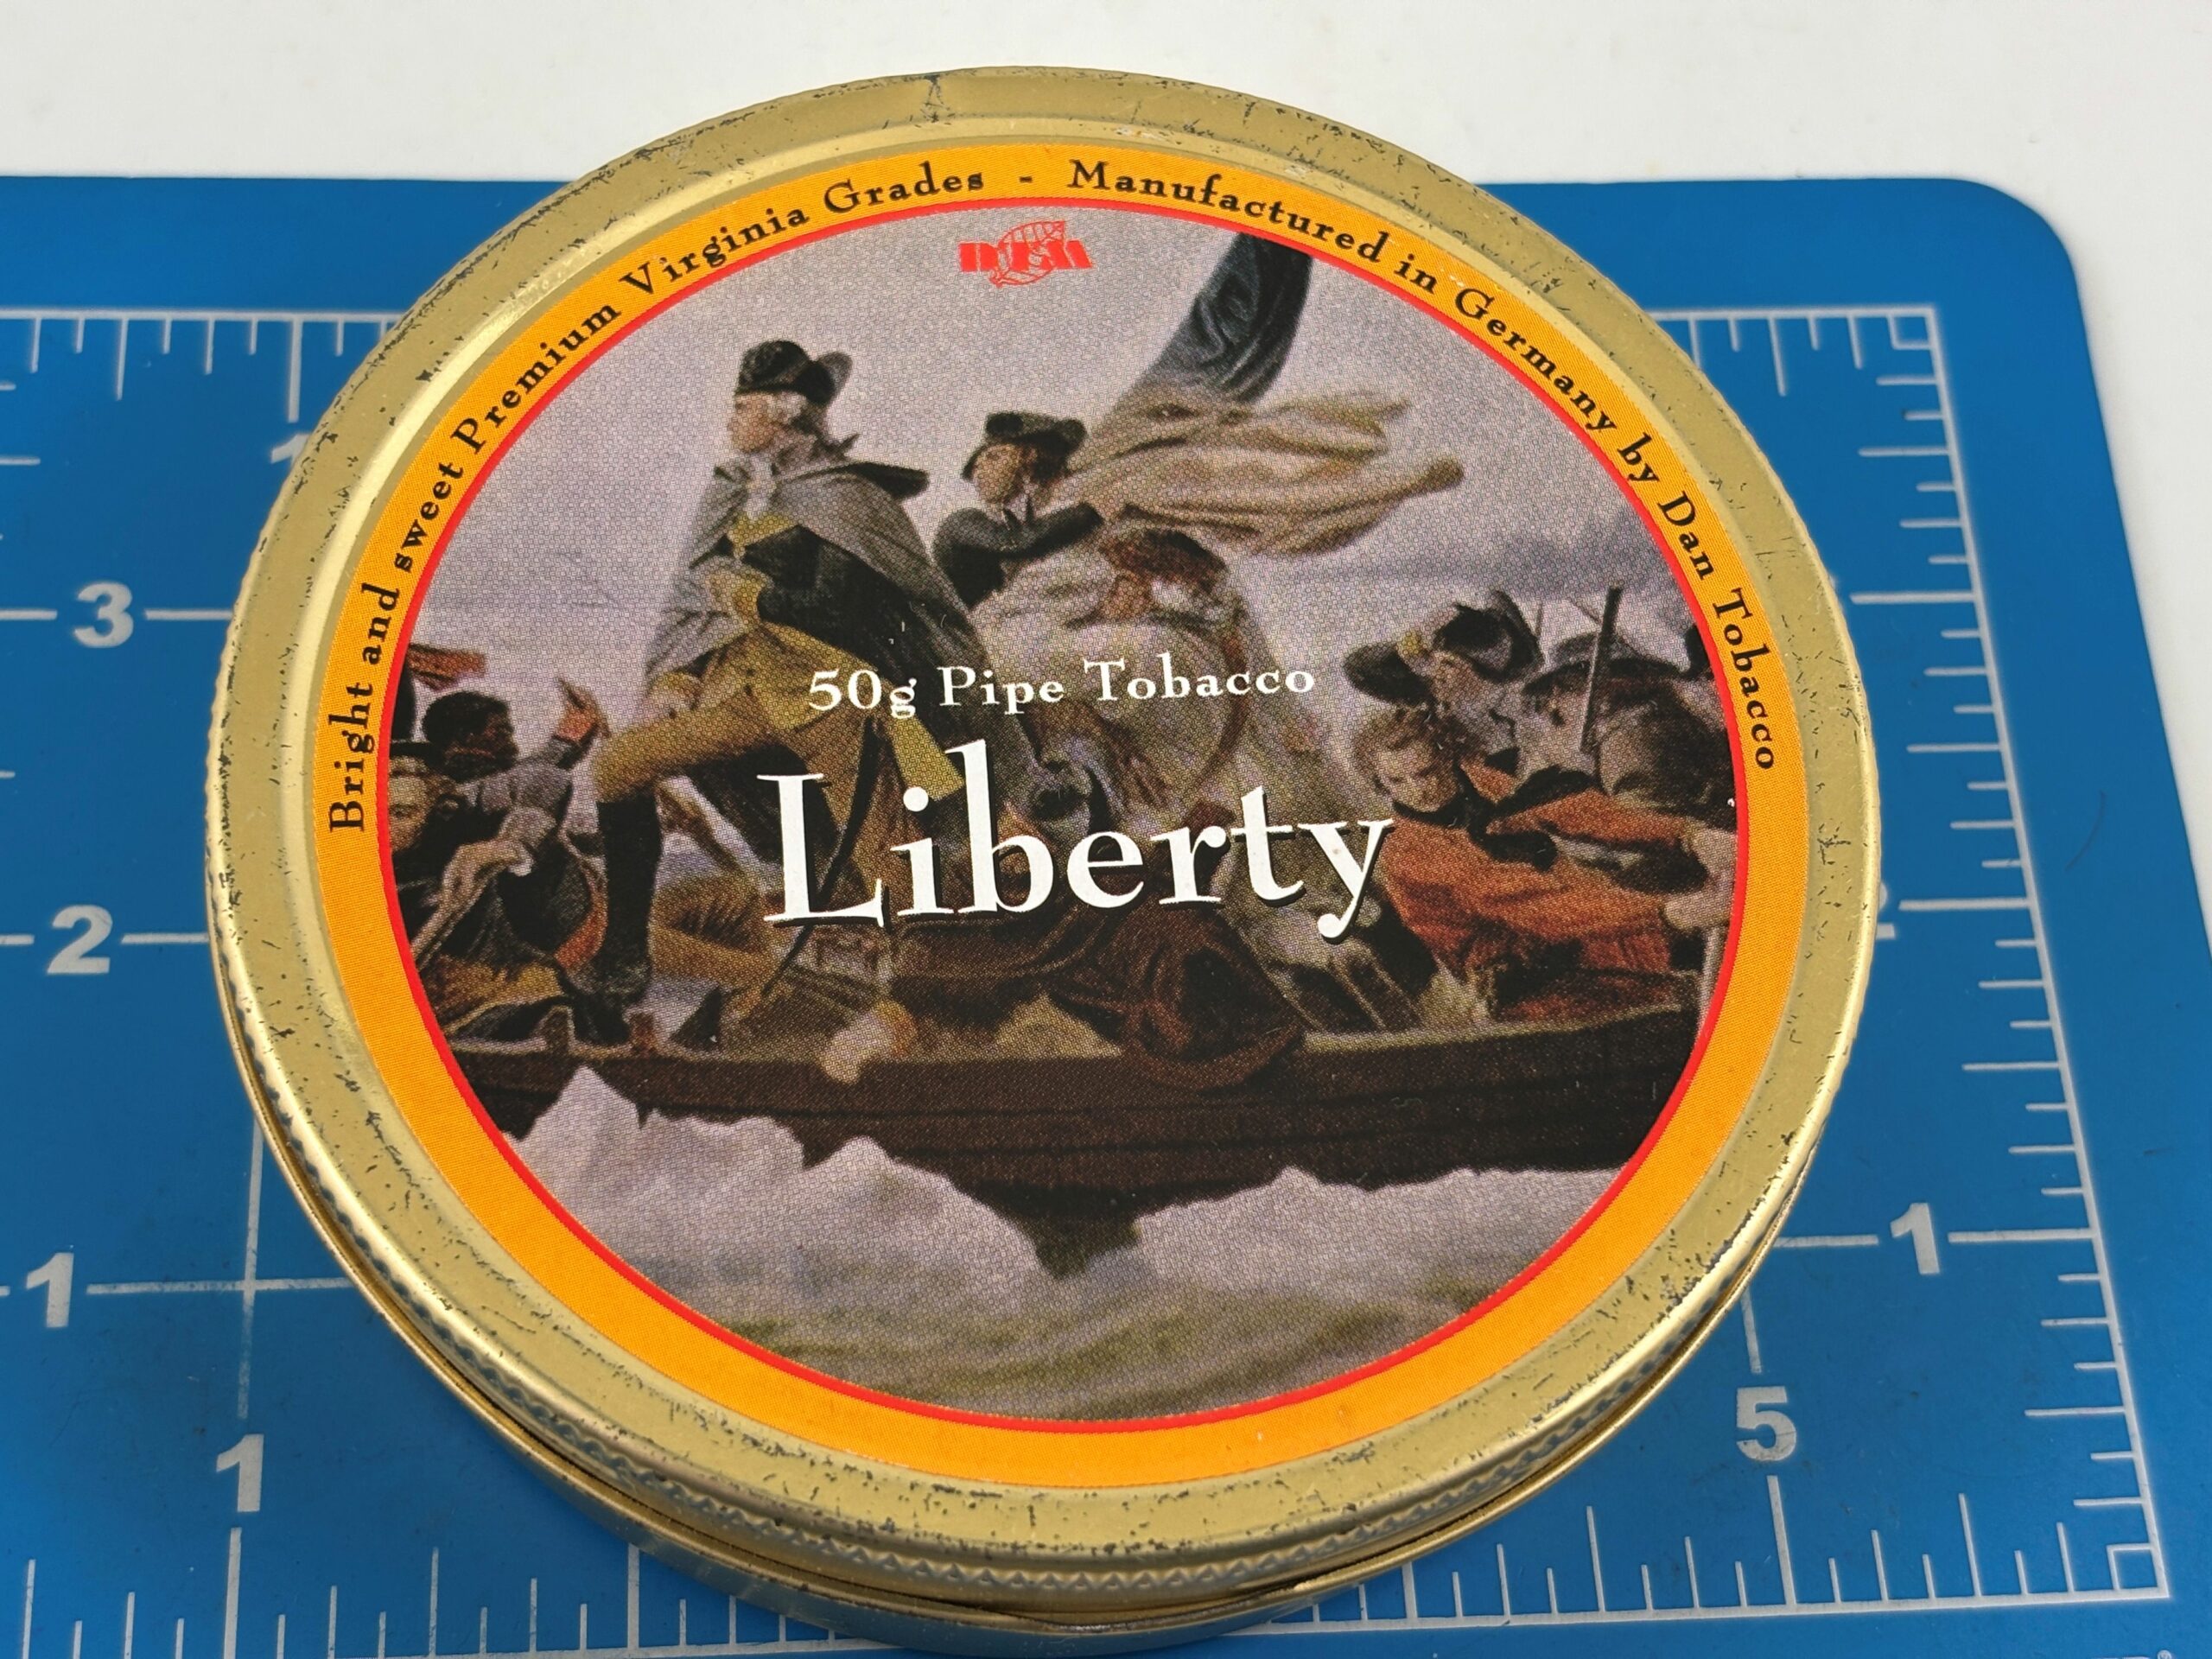 Bright and sweet Premium Virginia Grades - Manufactured in Germany by Dan Tobacco
50g Pipe Tobacco
Liberty
3
2
1
1
1
5